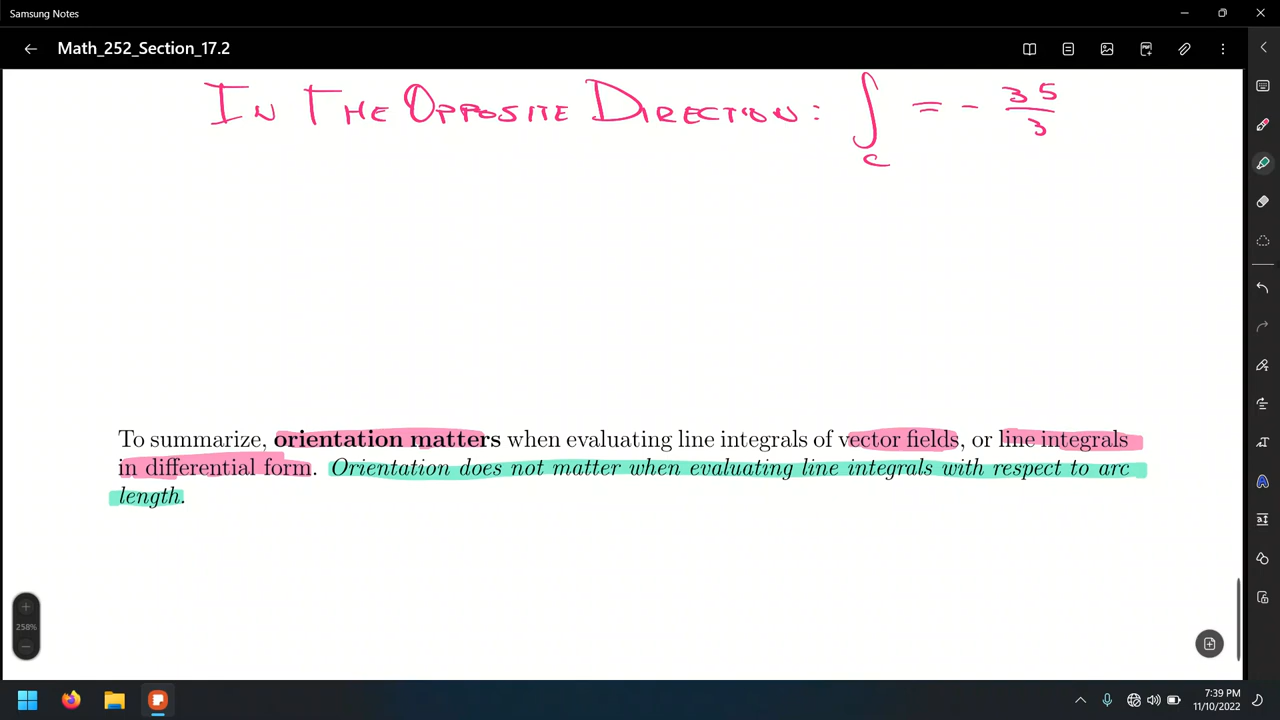 Samsung Notes
Math_252_Section_17.2
IN THE OPPOSITE DIRECTION: ∫_C = - 35/3
To summarize, orientation matters when evaluating line integrals of vector fields, or line integrals
in differential form. Orientation does not matter when evaluating line integrals with respect to arc
length.
258%
7:39 PM
11/10/2022